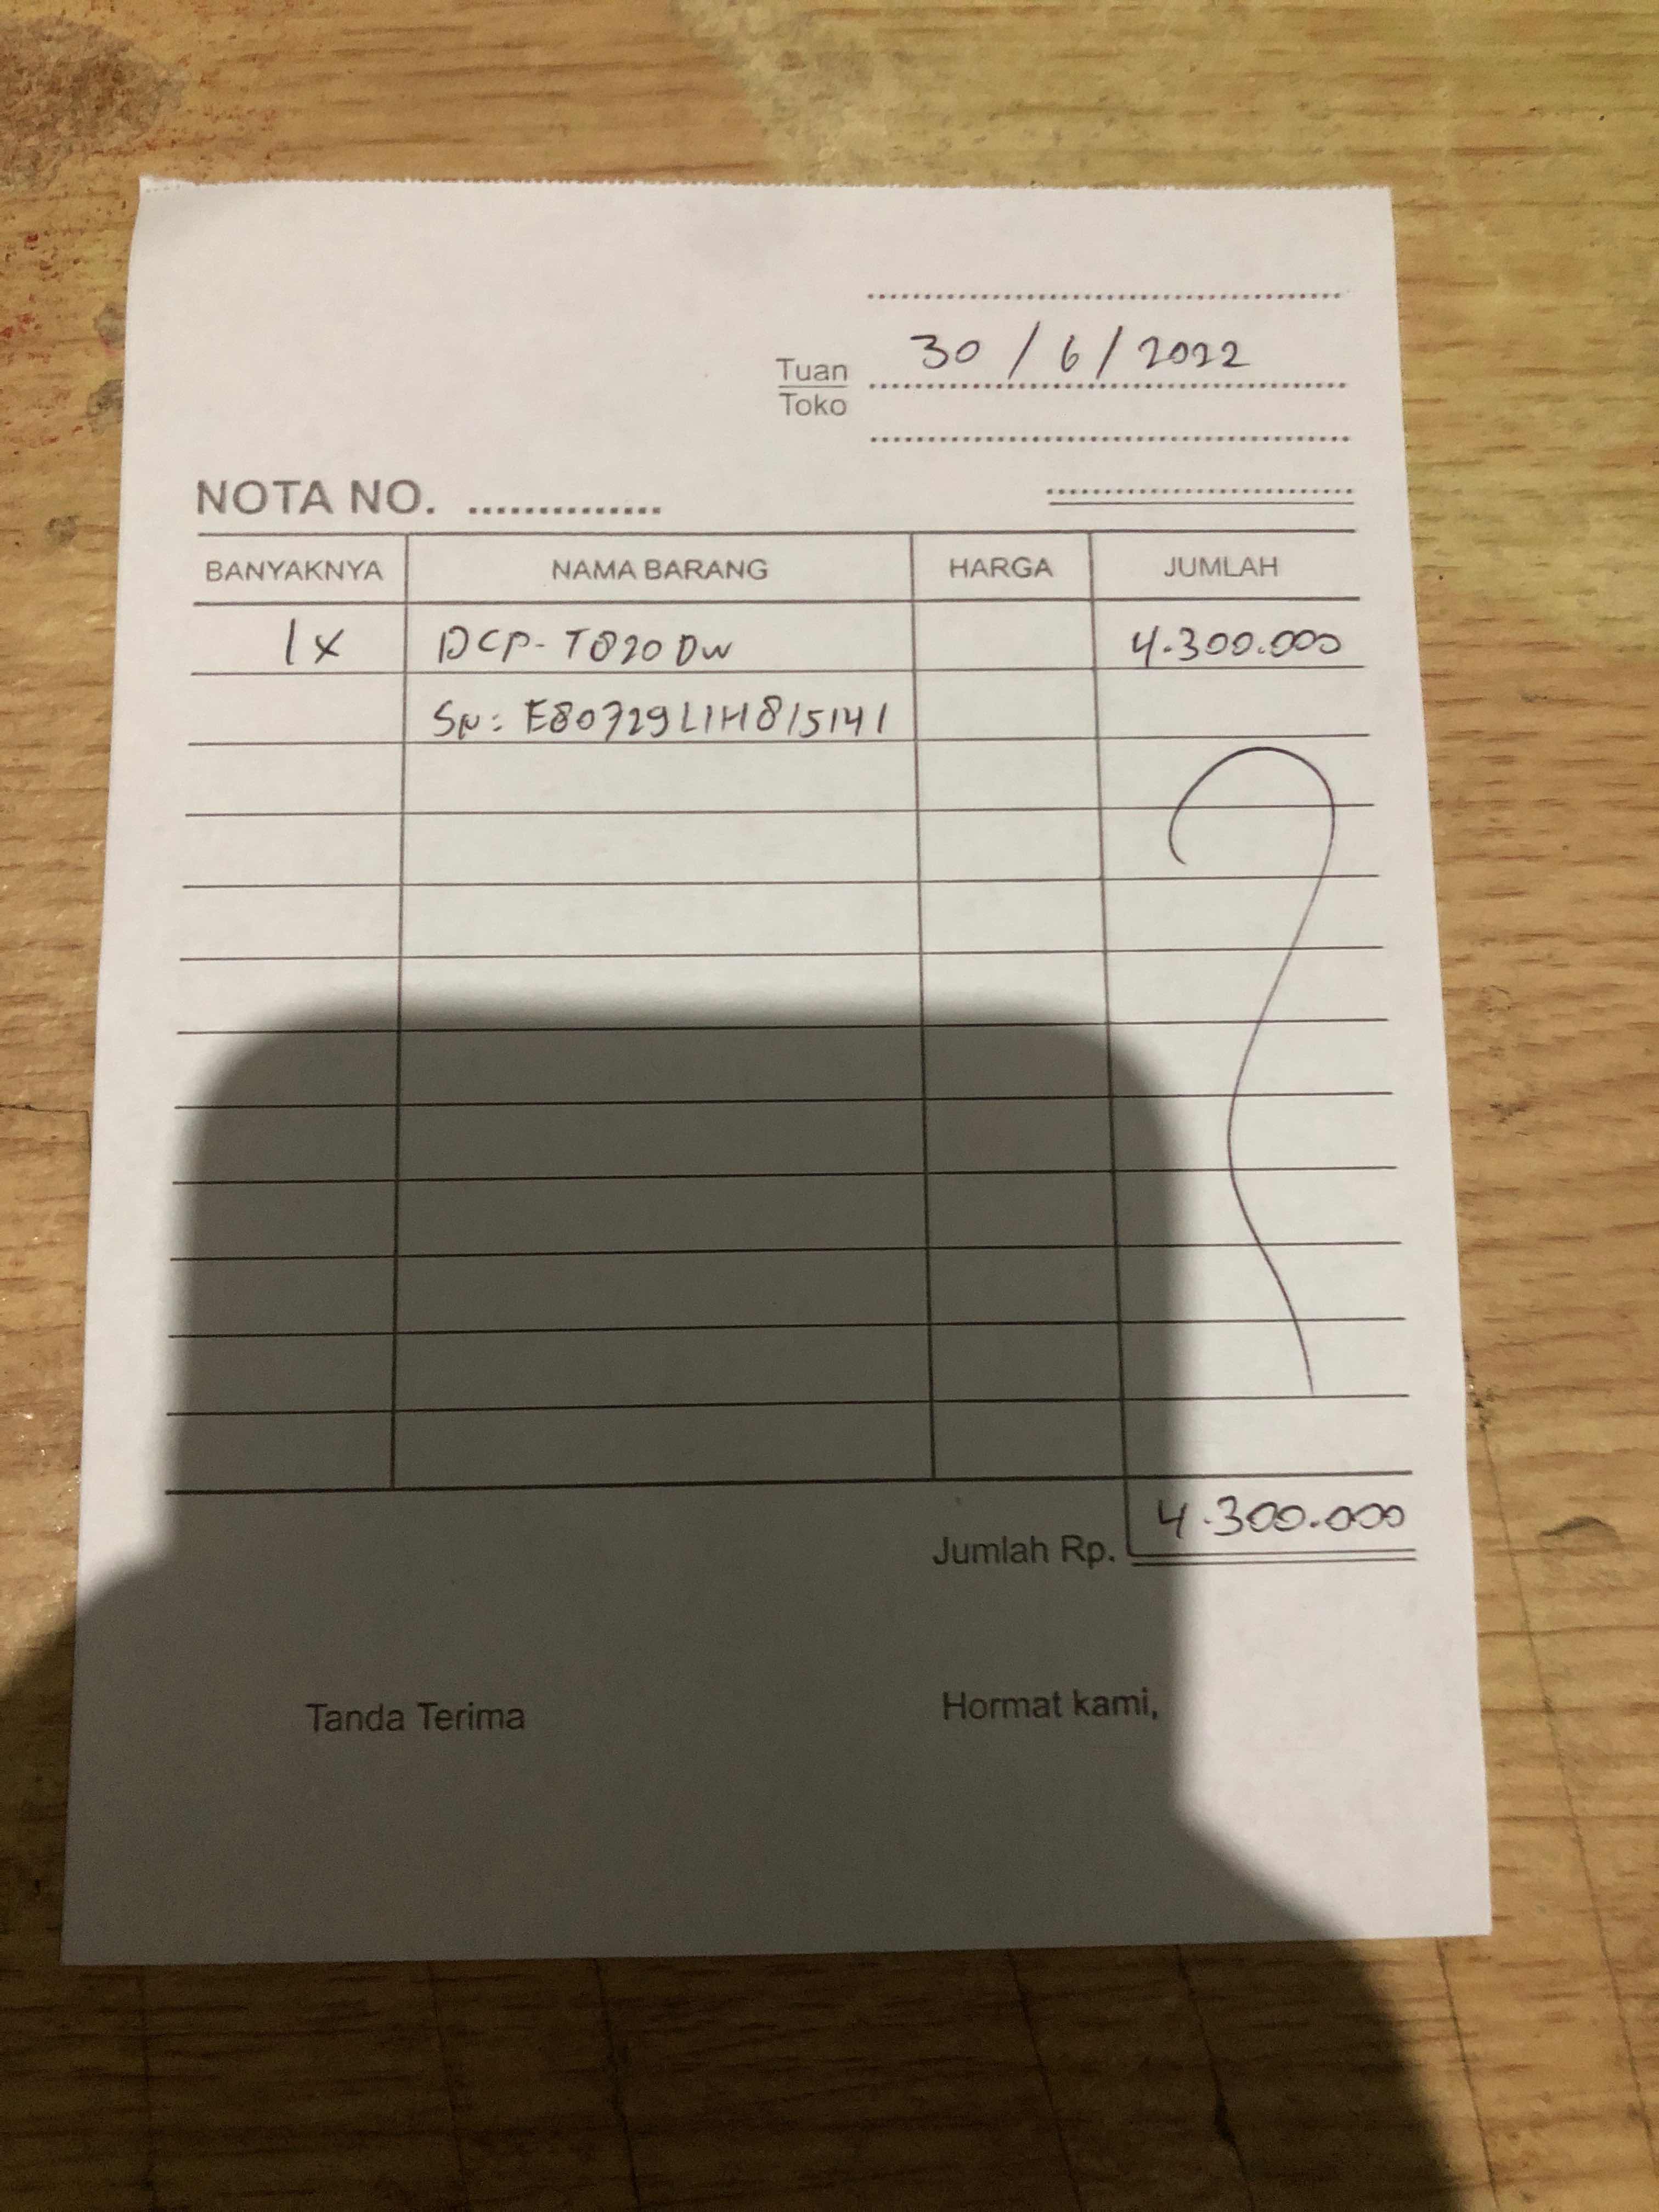 30/6/2022
Tuan
Toko
NOTA NO. ..............
BANYAKNYA NAMA BARANG HARGA JUMLAH
1x DCP-T820DW 4.300.000
SN: E80729L1H815141
Jumlah Rp. 4.300.000
Tanda Terima Hormat kami,